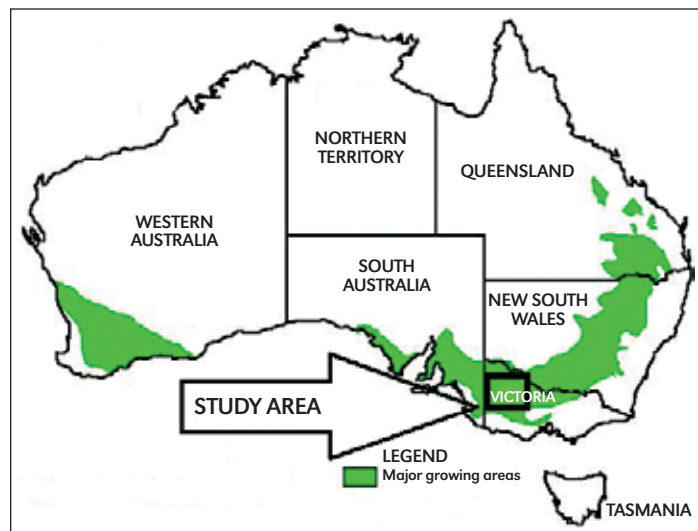 NORTHERN
TERRITORY
QUEENSLAND
WESTERN
AUSTRALIA
SOUTH
AUSTRALIA
NEW SOUTH
WALES
VICTORIA
STUDY AREA
LEGEND
Major growing areas
TASMANIA